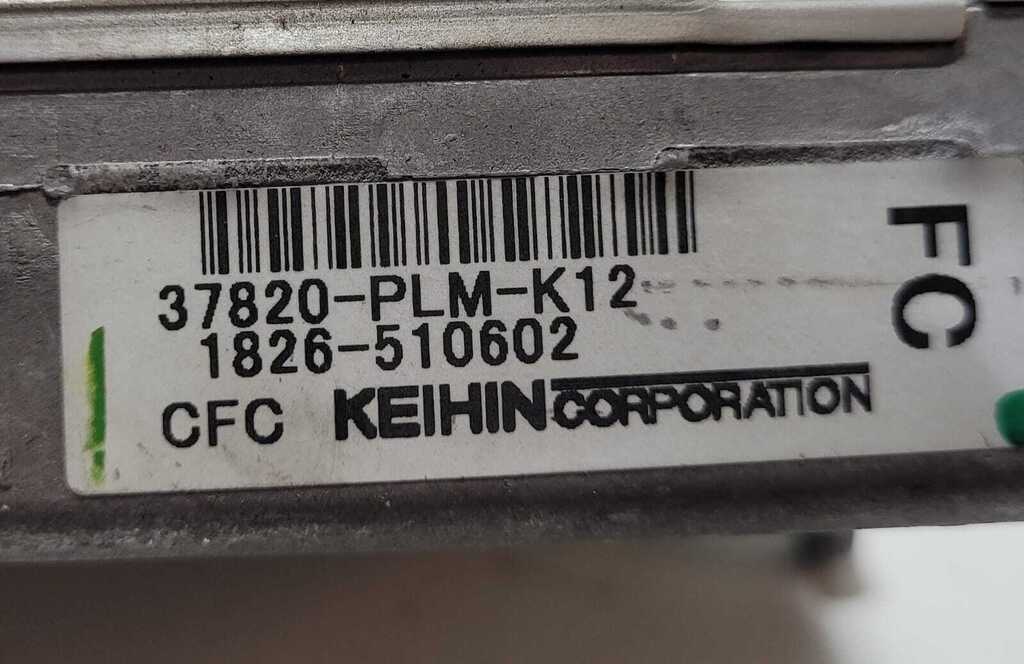 37820-PLM-K12
1826-510602
CFC KEIHIN CORPORATION
FC